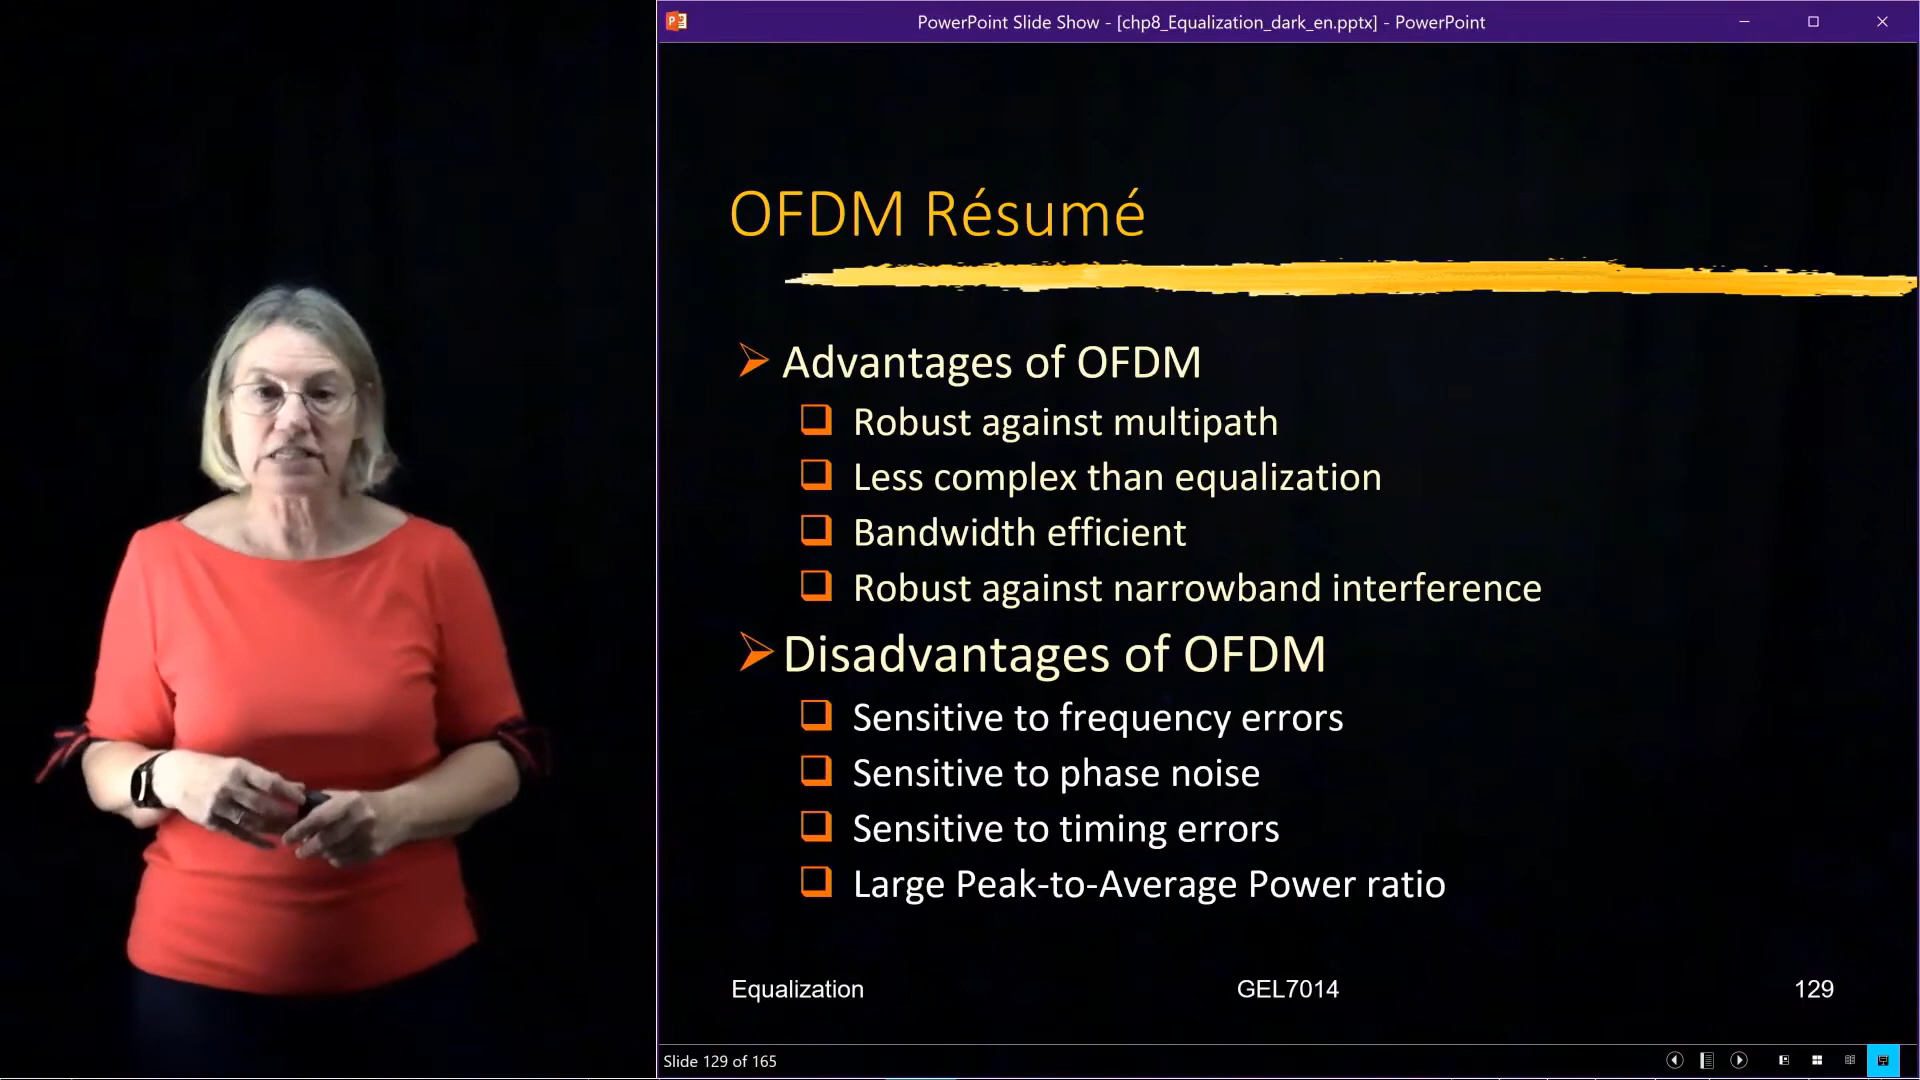 PowerPoint Slide Show - [chp8_Equalization_dark_en.pptx] - PowerPoint
OFDM Résumé
Advantages of OFDM
Robust against multipath
Less complex than equalization
Bandwidth efficient
Robust against narrowband interference
Disadvantages of OFDM
Sensitive to frequency errors
Sensitive to phase noise
Sensitive to timing errors
Large Peak-to-Average Power ratio
Equalization GEL7014 129
Slide 129 of 165